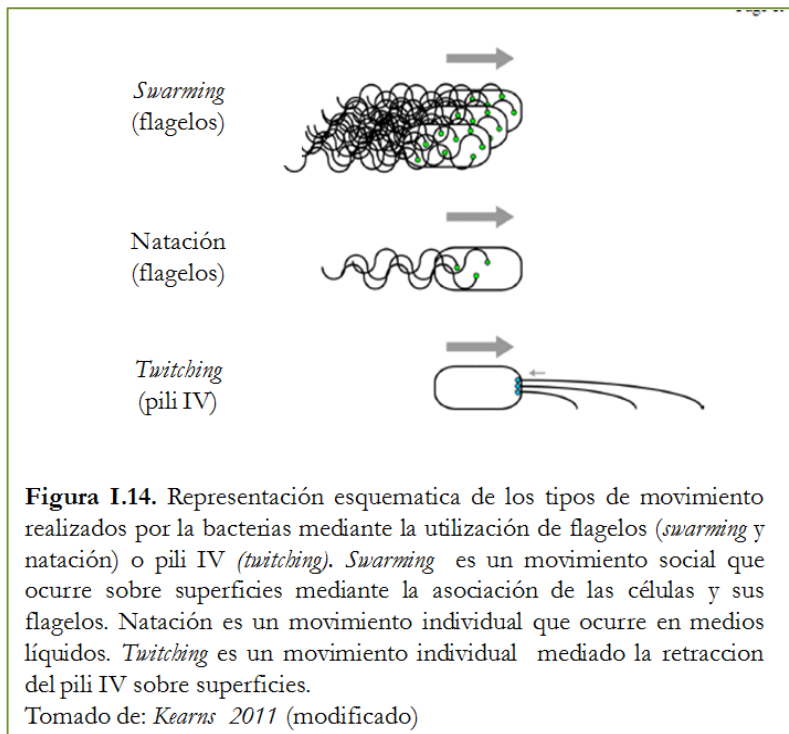 Swarming
(flagelos)
Natación
(flagelos)
Twitching
(pili IV)
Figura I.14. Representación esquematica de los tipos de movimiento
realizados por la bacterias mediante la utilización de flagelos (swarming y
natación) o pili IV (twitching). Swarming es un movimiento social que
ocurre sobre superficies mediante la asociación de las células y sus
flagelos. Natación es un movimiento individual que ocurre en medios
líquidos. Twitching es un movimiento individual mediado la retraccion
del pili IV sobre superficies.
Tomado de: Kearns 2011 (modificado)